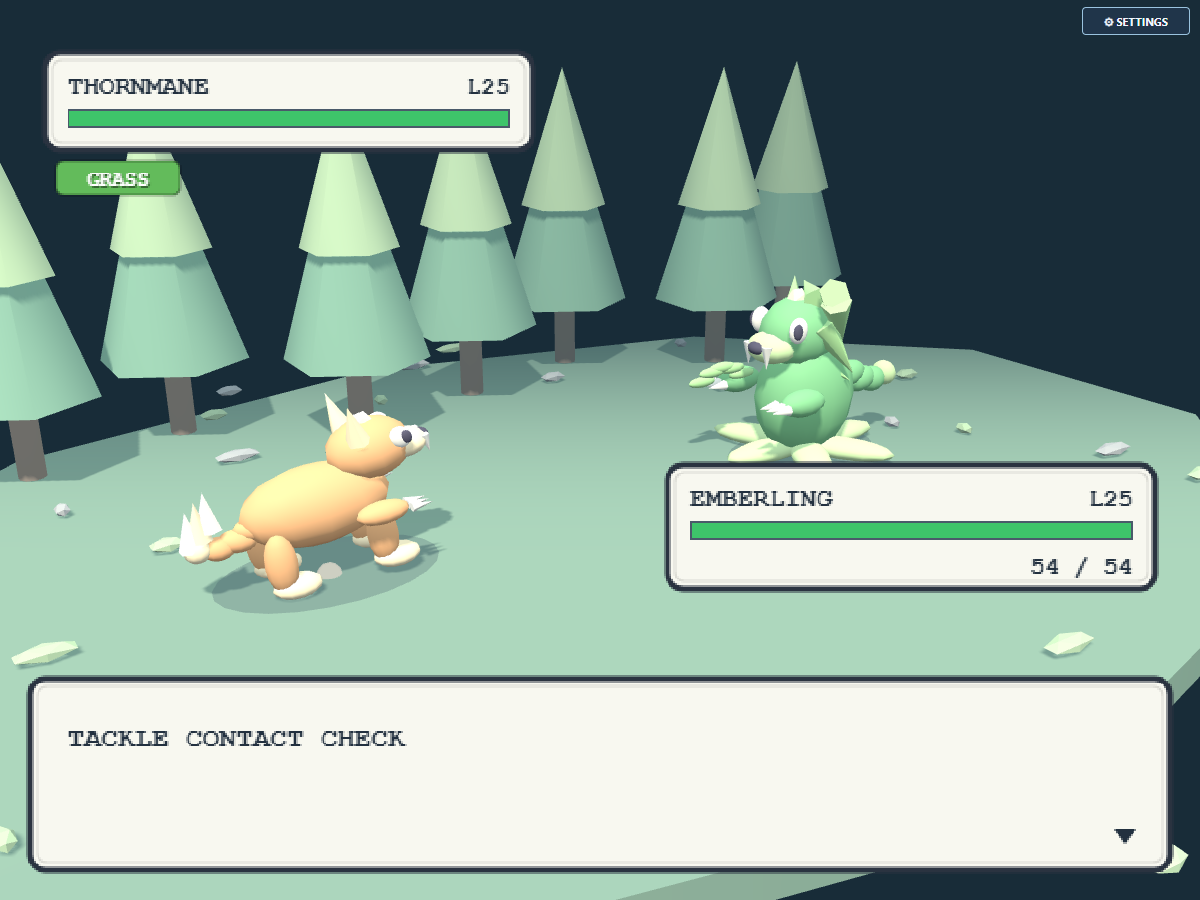 ⚙ SETTINGS
THORNMANE L25
GRASS
EMBERLING L25
54 / 54
TACKLE CONTACT CHECK